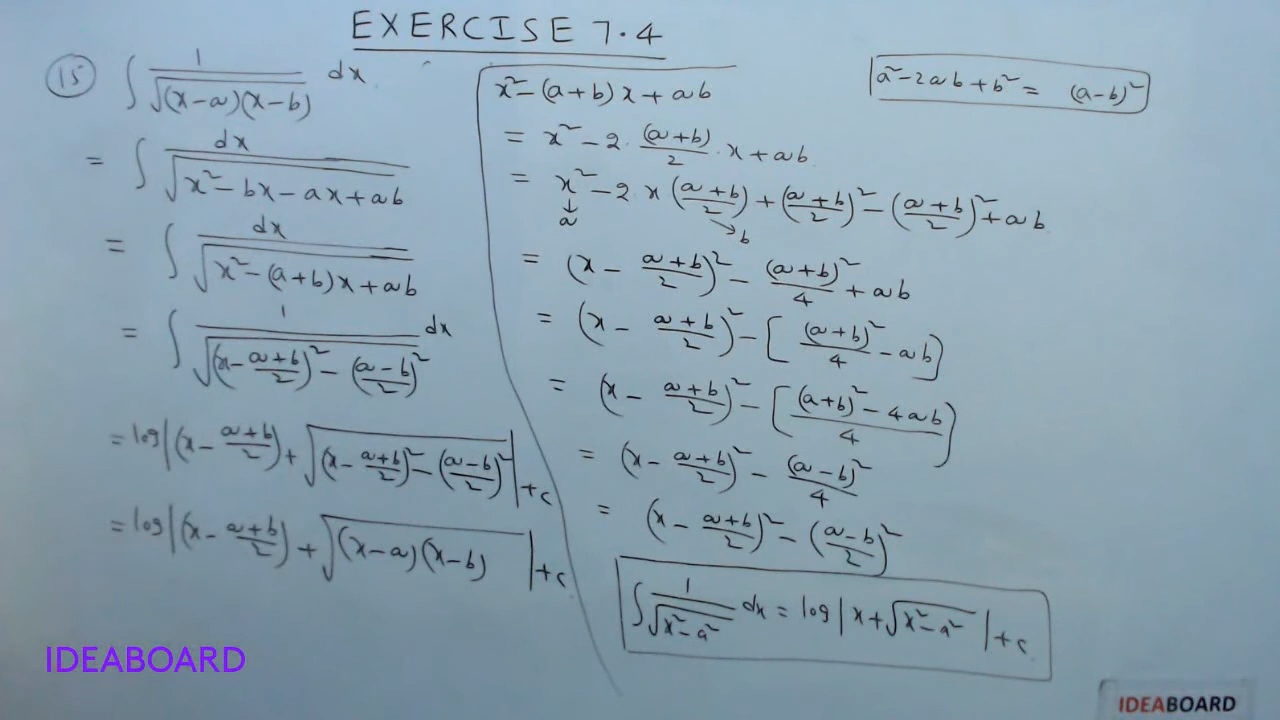 EXERCISE 7.4
(15) ∫ 1/√((x-a)(x-b)) dx
= ∫ dx/√(x²-bx-ax+ab)
= ∫ dx/√(x²-(a+b)x+ab)
= ∫ 1/√((x-(a+b)/2)²-((a-b)/2)²) dx
= log|(x-(a+b)/2)+√((x-(a+b)/2)²-((a-b)/2)²)|+c
= log|(x-(a+b)/2)+√((x-a)(x-b))|+c
x²-(a+b)x+ab
= x²-2·(a+b)/2·x+ab
= x²-2x((a+b)/2)+((a+b)/2)²-((a+b)/2)²+ab
↓ a ↘ b
= (x-(a+b)/2)²-(a+b)²/4+ab
= (x-(a+b)/2)²-[(a+b)²/4-ab]
= (x-(a+b)/2)²-[((a+b)²-4ab)/4]
= (x-(a+b)/2)²-(a-b)²/4
= (x-(a+b)/2)²-((a-b)/2)²
∫ 1/√(x²-a²) dx = log|x+√(x²-a²)|+c
a²-2ab+b² = (a-b)²
IDEABOARD
IDEABOARD